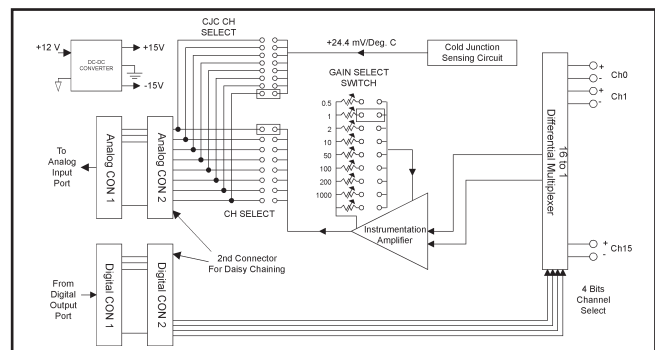 CJC CH
SELECT
+12 V
+15V
DC-DC
CONVERTER
-15V
+24.4 mV/Deg. C
Cold Junction
Sensing Circuit
GAIN SELECT
SWITCH
0.5
1
2
10
50
100
200
1000
+
-
Ch0
+
-
Ch1
16 to 1
Differential Multiplexer
To
Analog
Input
Port
Analog CON 1
Analog CON 2
CH SELECT
Instrumentation
Amplifier
+
-
Ch15
2nd Connector
For Daisy Chaining
From
Digital
Output
Port
Digital CON 1
Digital CON 2
4 Bits
Channel
Select